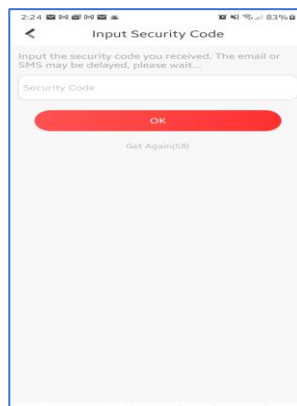 2:24 83%
Input Security Code
Input the security code you received. The email or
SMS may be delayed, please wait...
Security Code
OK
Get Again(58)